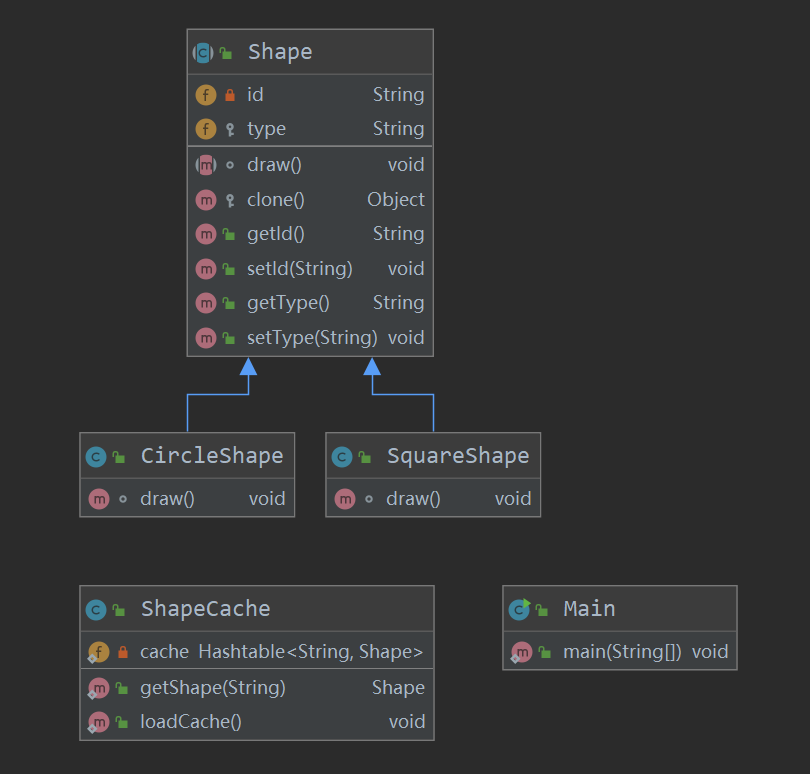 Shape
id String
type String
draw() void
clone() Object
getId() String
setId(String) void
getType() String
setType(String) void
CircleShape
draw() void
SquareShape
draw() void
ShapeCache
cache Hashtable<String, Shape>
getShape(String) Shape
loadCache() void
Main
main(String[]) void